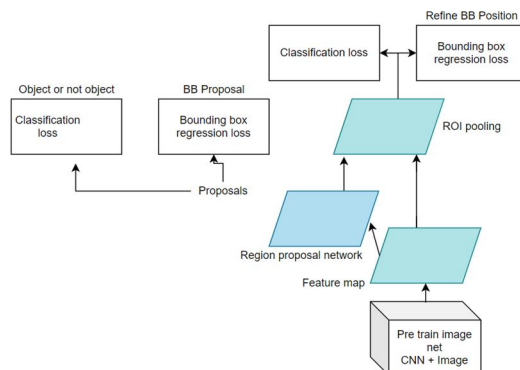 Refine BB Position
Classification loss
Bounding box
regression loss
Object or not object
BB Proposal
Classification
loss
Bounding box
regression loss
ROI pooling
Proposals
Region proposal network
Feature map
Pre train image
net
CNN + Image